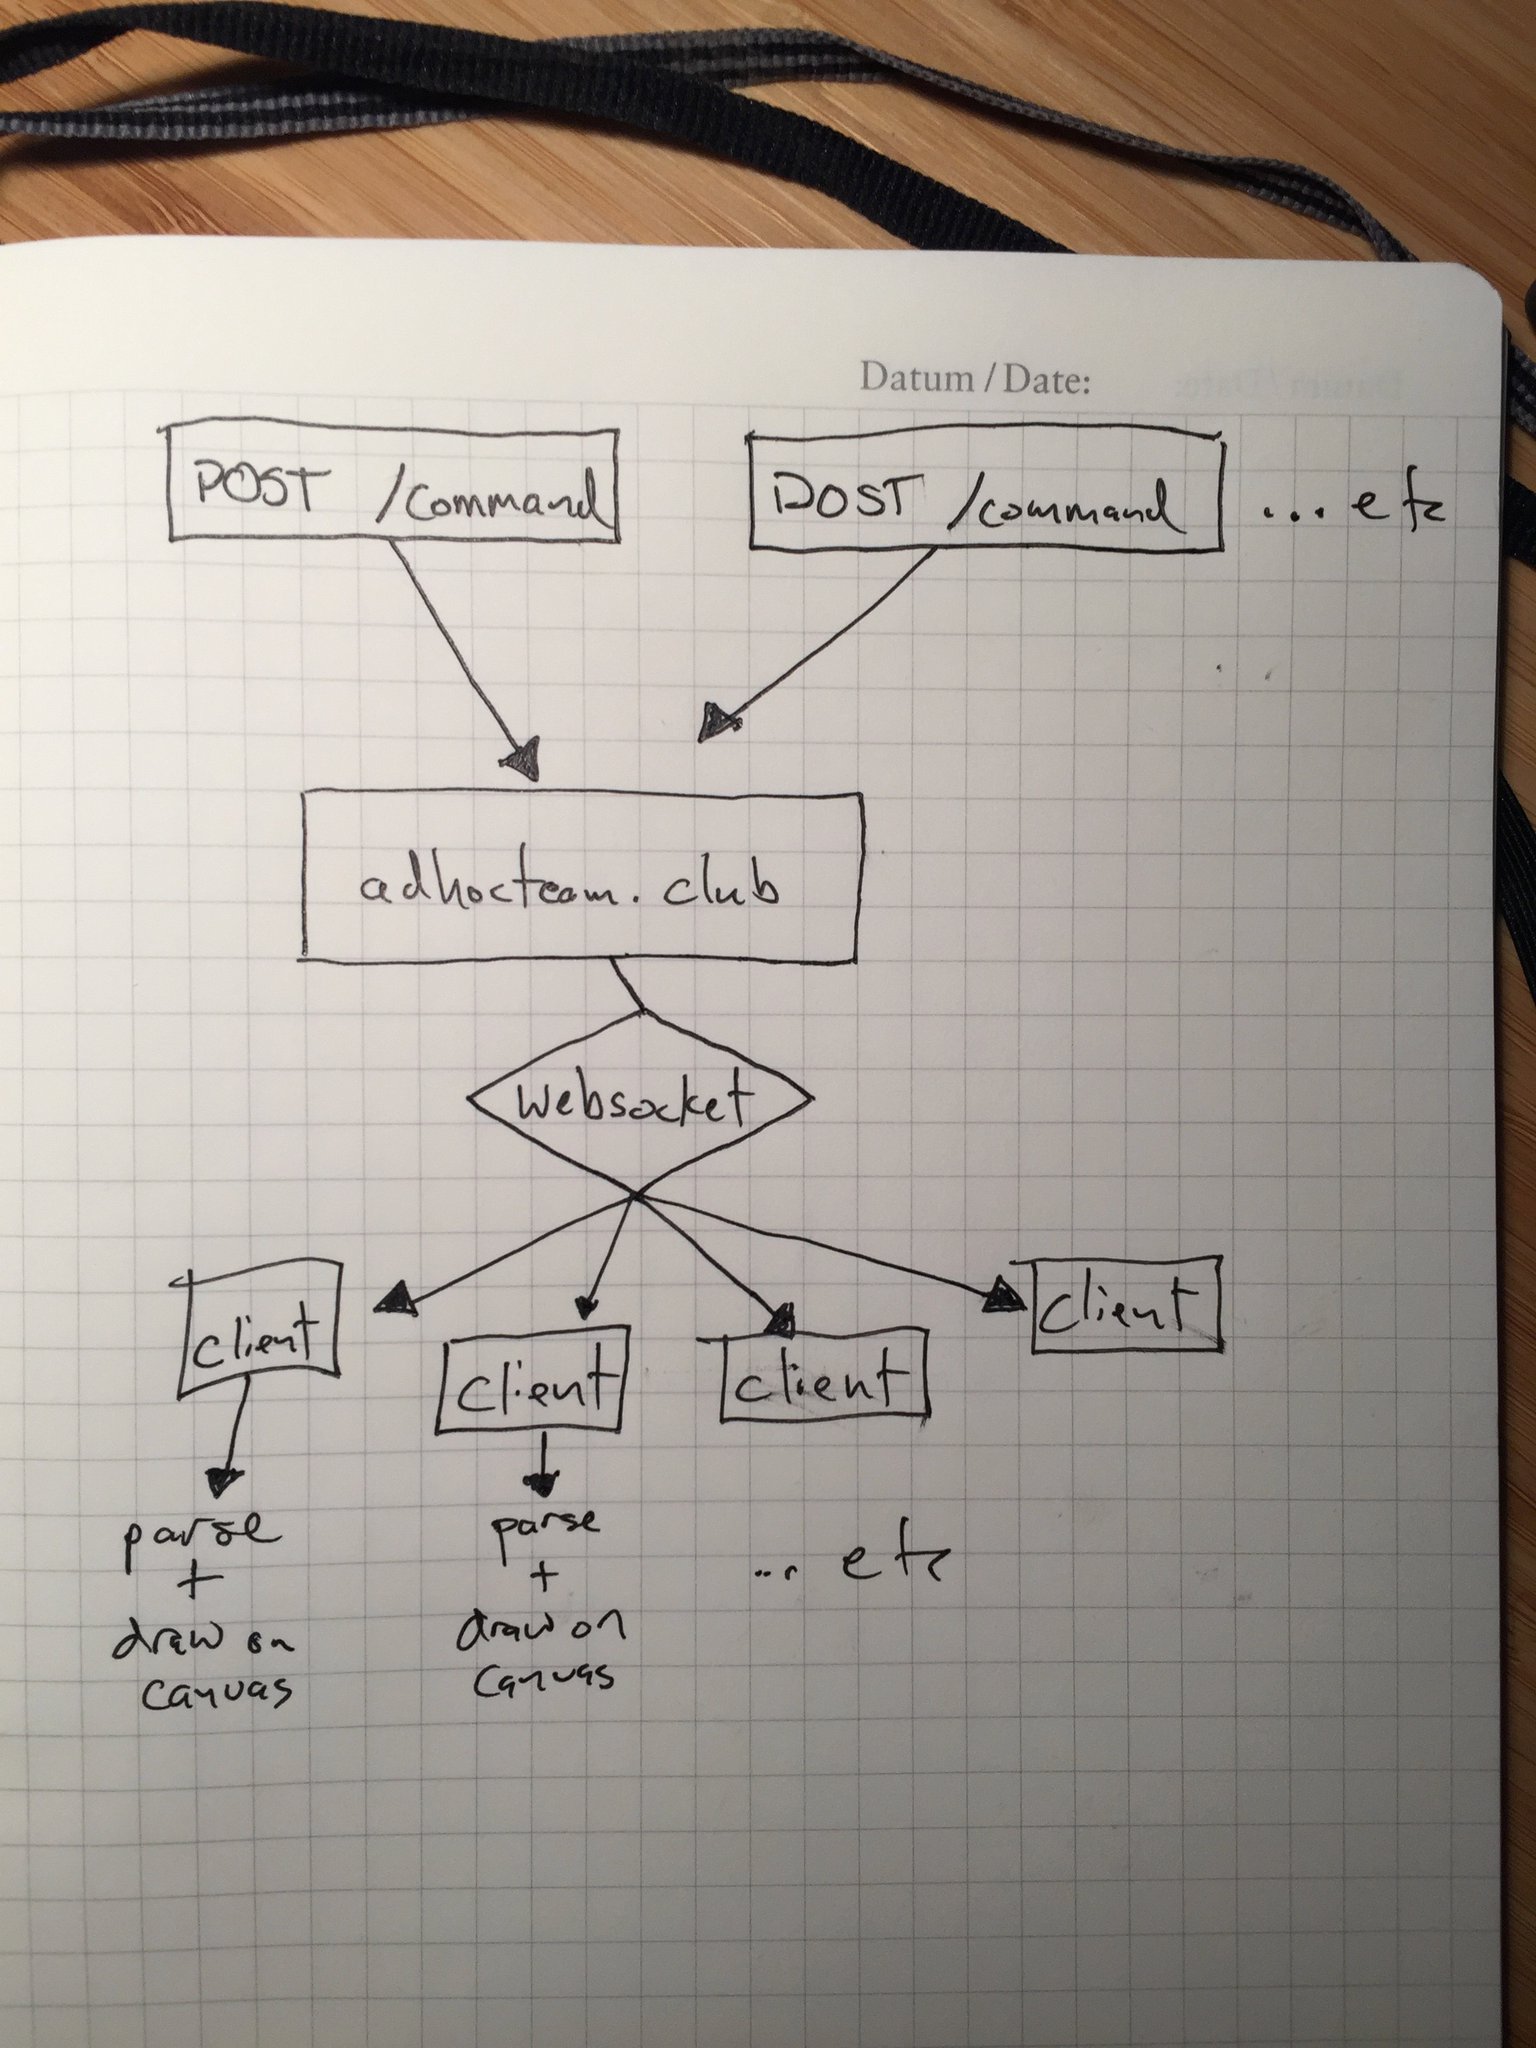 Datum / Date:
POST /command
POST /command
... etc
adhocteam.club
Websocket
client
client
client
client
parse
+
draw on
canvas
parse
+
draw on
canvas
... etc